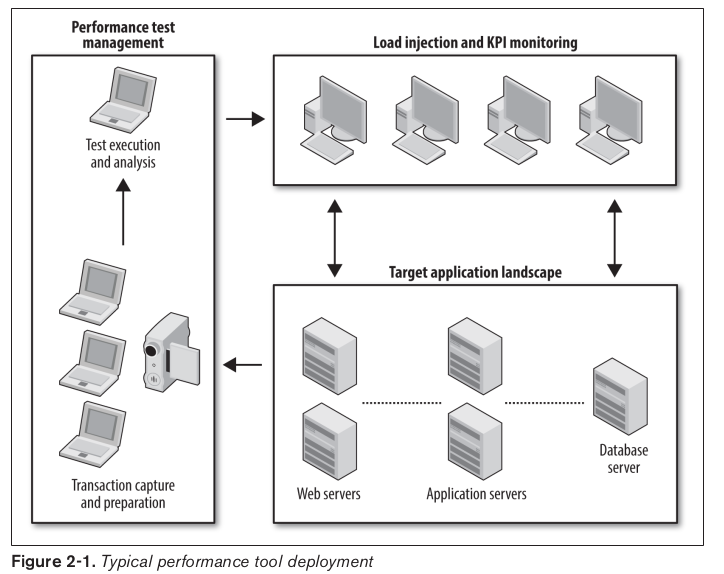 Performance test
management
Load injection and KPI monitoring
Test execution
and analysis
Target application landscape
Transaction capture
and preparation
Web servers
Application servers
Database
server
Figure 2-1. Typical performance tool deployment